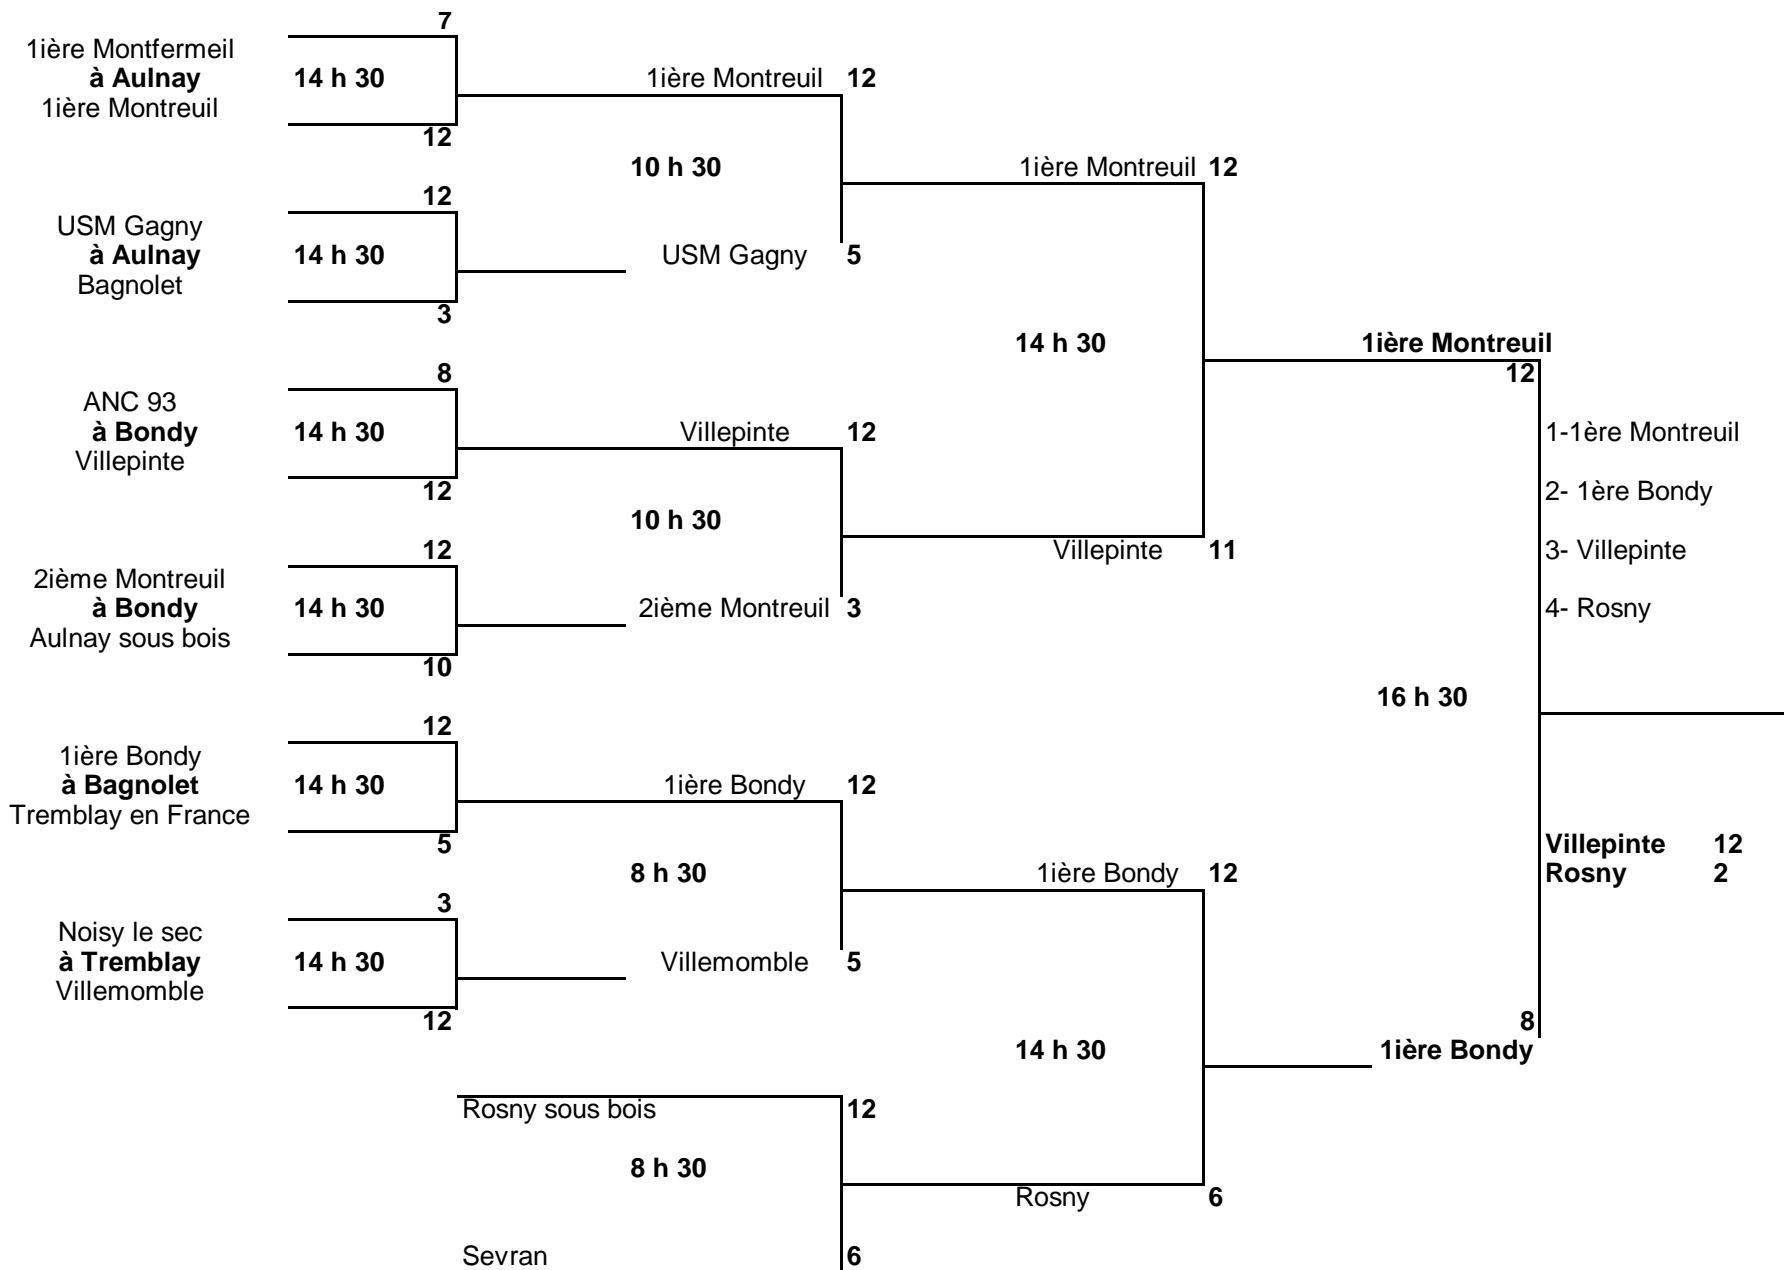 7
1ière Montfermeil
à Aulnay 14 h 30
1ière Montreuil
12
1ière Montreuil 12
10 h 30
1ière Montreuil 12
12
USM Gagny
à Aulnay 14 h 30
Bagnolet
3
USM Gagny 5
14 h 30
1ière Montreuil
12
8
ANC 93
à Bondy 14 h 30
Villepinte
12
Villepinte 12
1-1ère Montreuil
2- 1ère Bondy
10 h 30
Villepinte 11
3- Villepinte
12
2ième Montreuil
à Bondy 14 h 30
Aulnay sous bois
10
2ième Montreuil 3
4- Rosny
16 h 30
12
1ière Bondy
à Bagnolet 14 h 30
Tremblay en France
5
1ière Bondy 12
8 h 30
1ière Bondy 12
Villepinte 12
Rosny 2
3
Noisy le sec
à Tremblay 14 h 30
Villemomble
12
Villemomble 5
14 h 30
8
1ière Bondy
Rosny sous bois 12
8 h 30
Rosny 6
Sevran 6